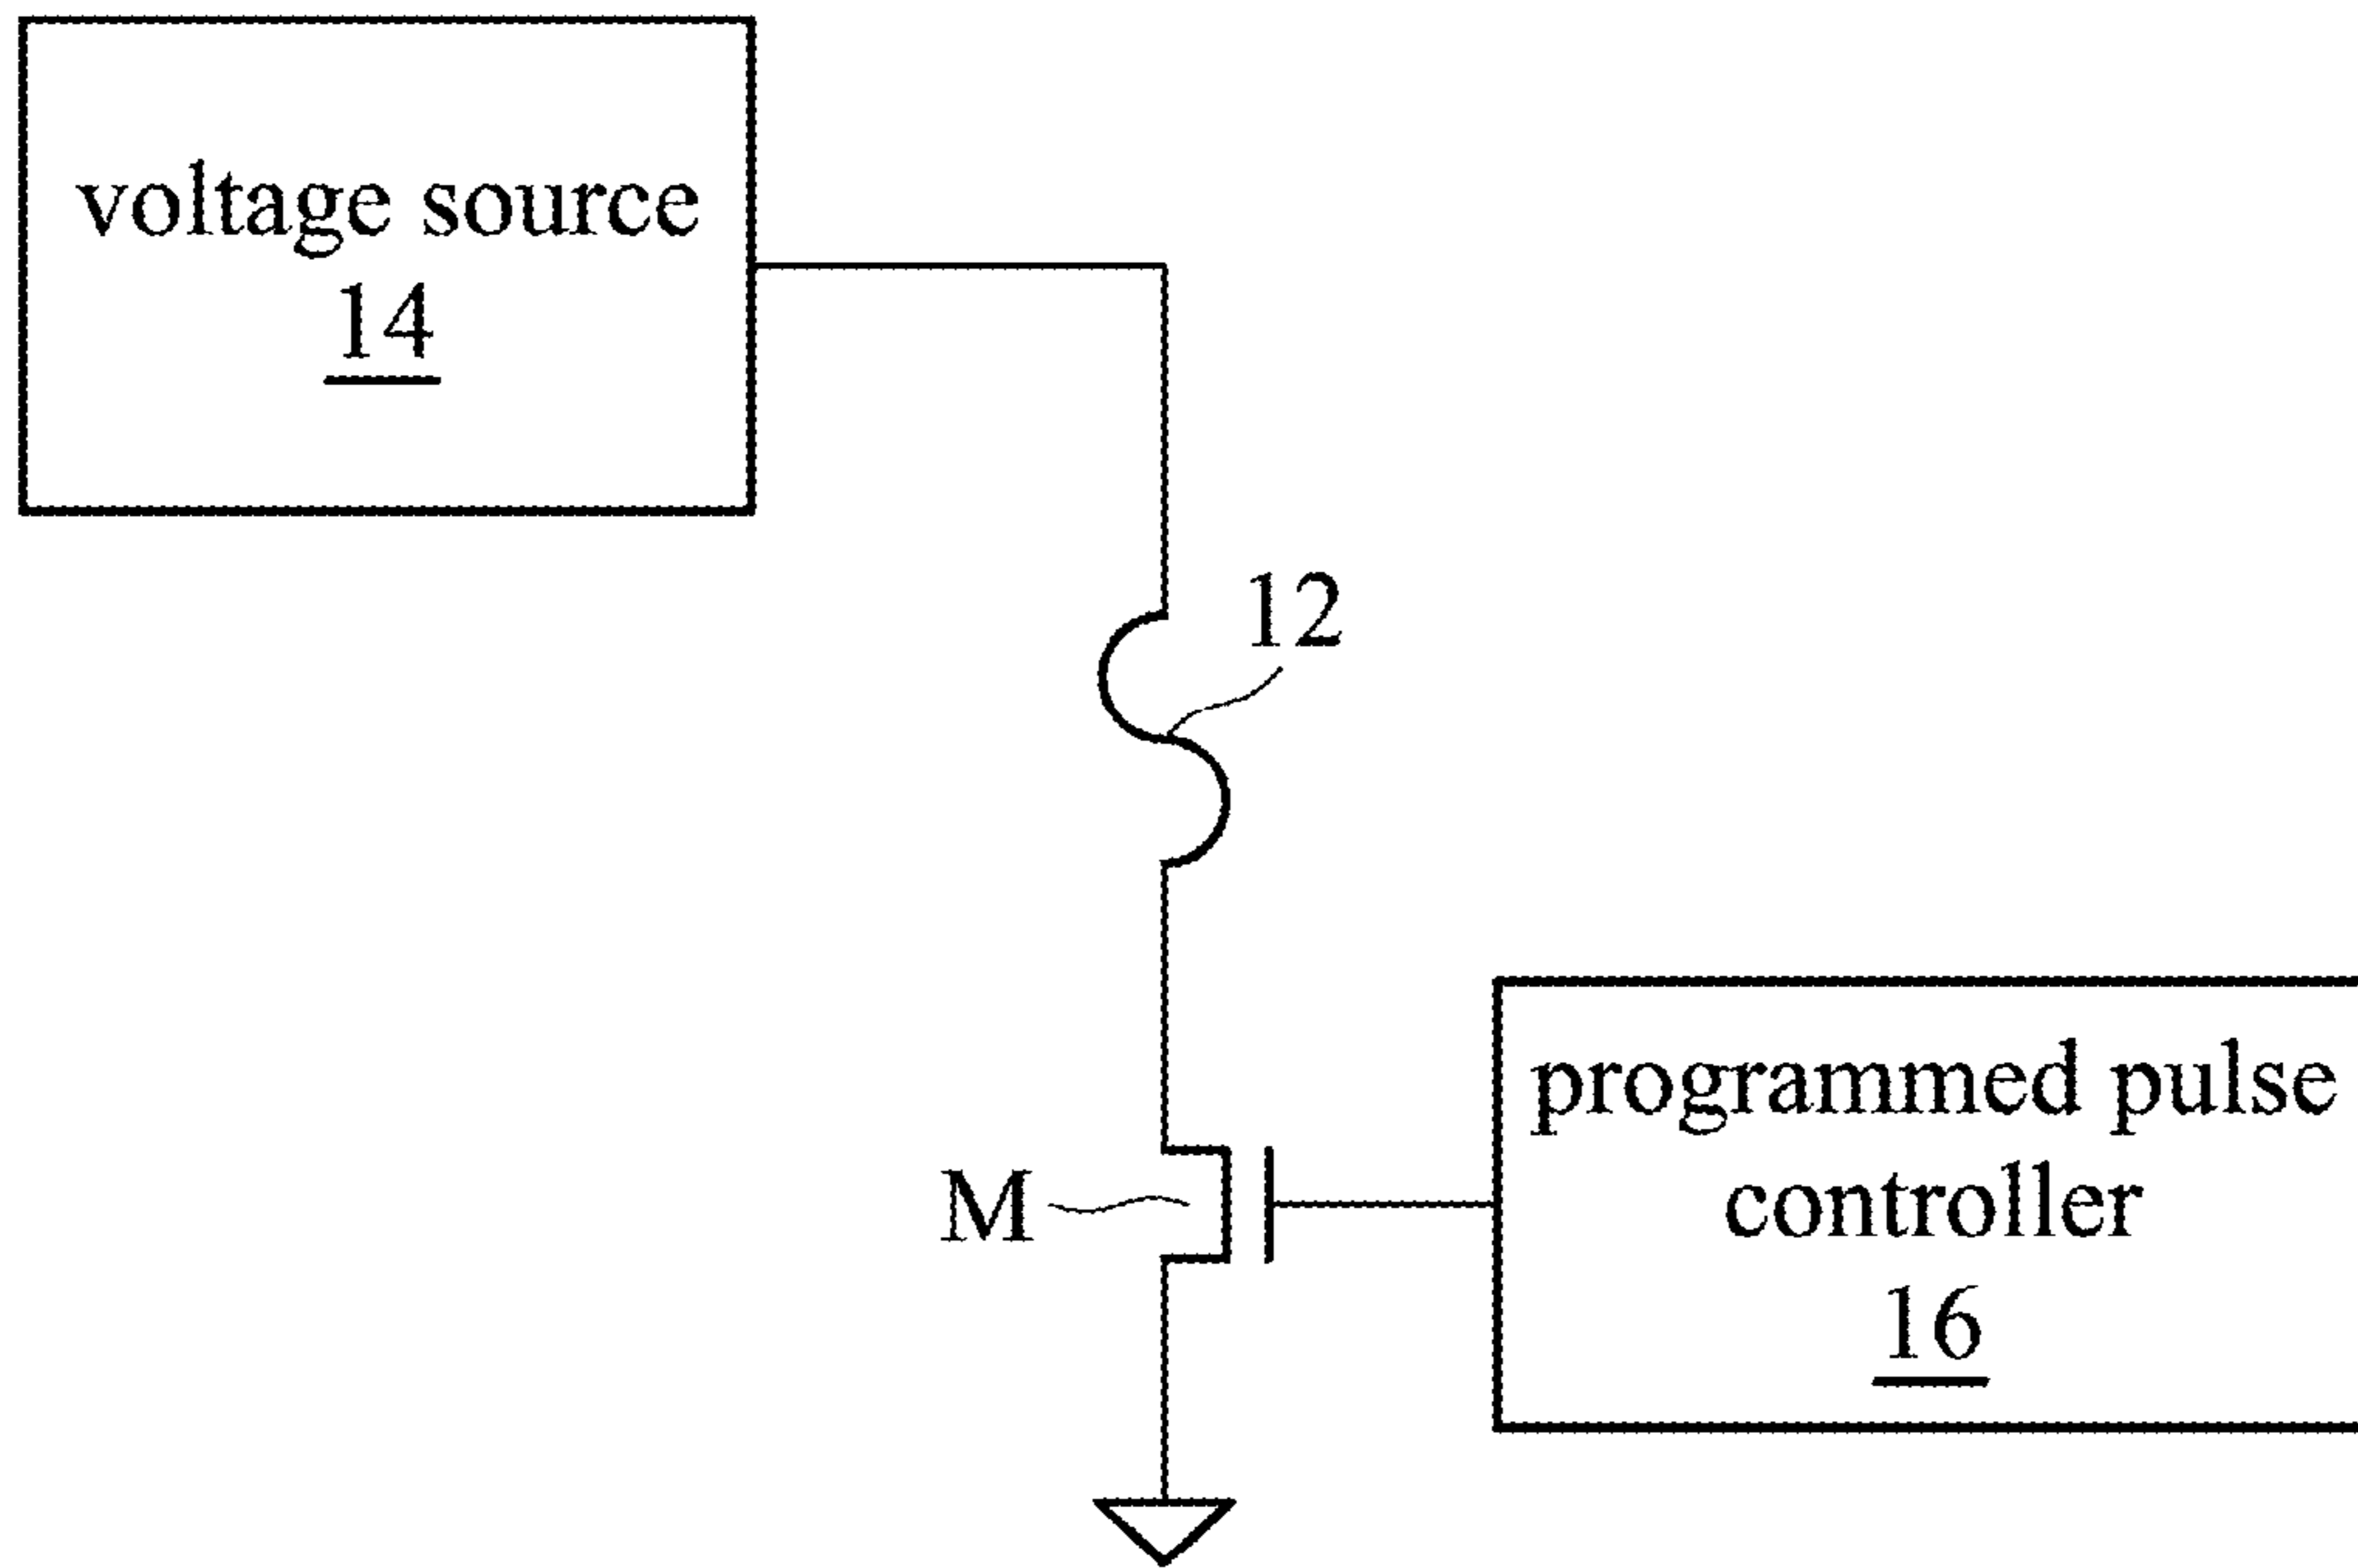 voltage source
14
12
M
programmed pulse
controller
16